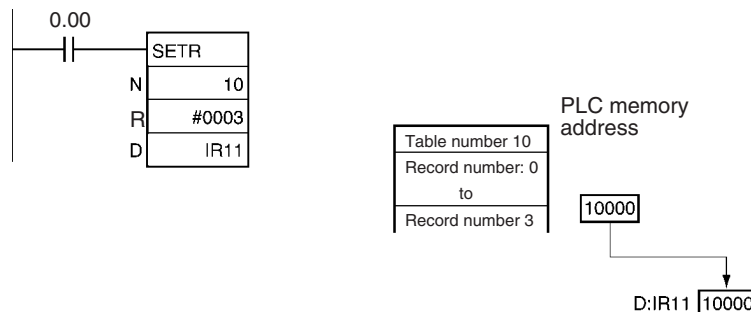 0.00
SETR
N 10
R #0003
D IR11
PLC memory
address
Table number 10
Record number: 0
to
Record number 3
10000
D:IR11 10000